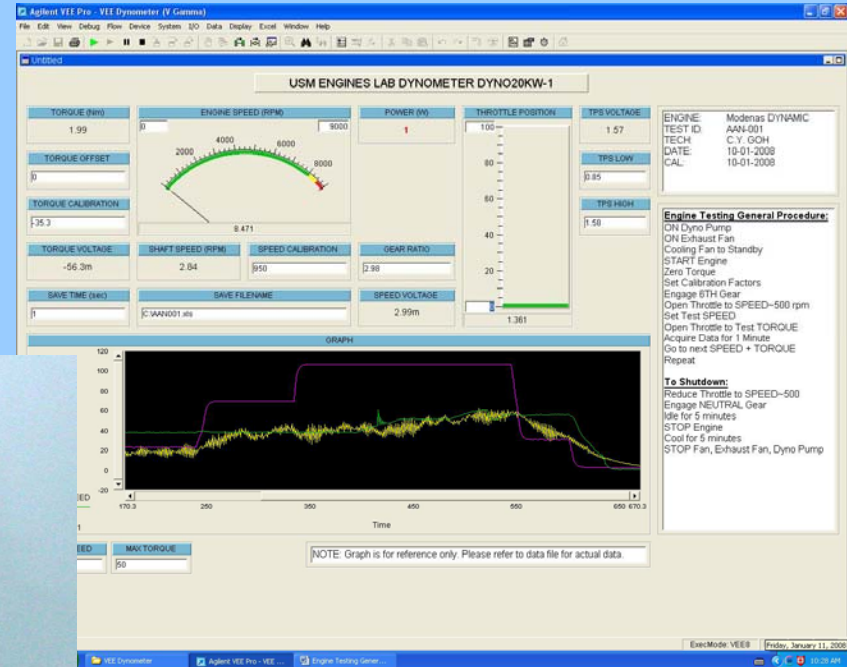 Agilent VEE Pro - VEE Dynometer (V Gamma)
File Edit View Debug Flow Device System I/O Data Display Excel Window Help
Untitled
USM ENGINES LAB DYNOMETER DYNO20KW-1
TORQUE (Nm)
1.99
ENGINE SPEED (RPM)
0
9000
2000
4000
6000
8000
8.471
POWER (W)
1
THROTTLE POSITION
100
80
60
40
20
0
1.361
TPS VOLTAGE
1.57
TORQUE OFFSET
0
TPS LOW
0.85
TORQUE CALIBRATION
-35.3
TPS HIGH
1.58
TORQUE VOLTAGE
-56.3m
SHAFT SPEED (RPM)
2.84
SPEED CALIBRATION
950
GEAR RATIO
2.98
SAVE TIME (sec)
1
SAVE FILENAME
C:\AAN001.xls
SPEED VOLTAGE
2.99m
ENGINE: Modenas DYNAMIC
TEST ID: AAN-001
TECH: C.Y. GOH
DATE: 10-01-2008
CAL: 10-01-2008
Engine Testing General Procedure:
ON Dyno Pump
ON Exhaust Fan
Cooling Fan to Standby
START Engine
Zero Torque
Set Calibration Factors
Engage 6TH Gear
Open Throttle to SPEED~500 rpm
Set Test SPEED
Open Throttle to Test TORQUE
Acquire Data for 1 Minute
Go to next SPEED + TORQUE
Repeat
To Shutdown:
Reduce Throttle to SPEED~500
Engage NEUTRAL Gear
Idle for 5 minutes
STOP Engine
Cool for 5 minutes
STOP Fan, Exhaust Fan, Dyno Pump
GRAPH
120
100
80
60
40
20
0
-20
170.3 250 350 450 550 650 670.3
Time
EED
1
EED
MAX TORQUE
50
NOTE: Graph is for reference only. Please refer to data file for actual data.
ExecMode: VEE8 Friday, January 11, 2008
VEE Dynometer Agilent VEE Pro - VEE ... Engine Testing Gener... 10:28 AM